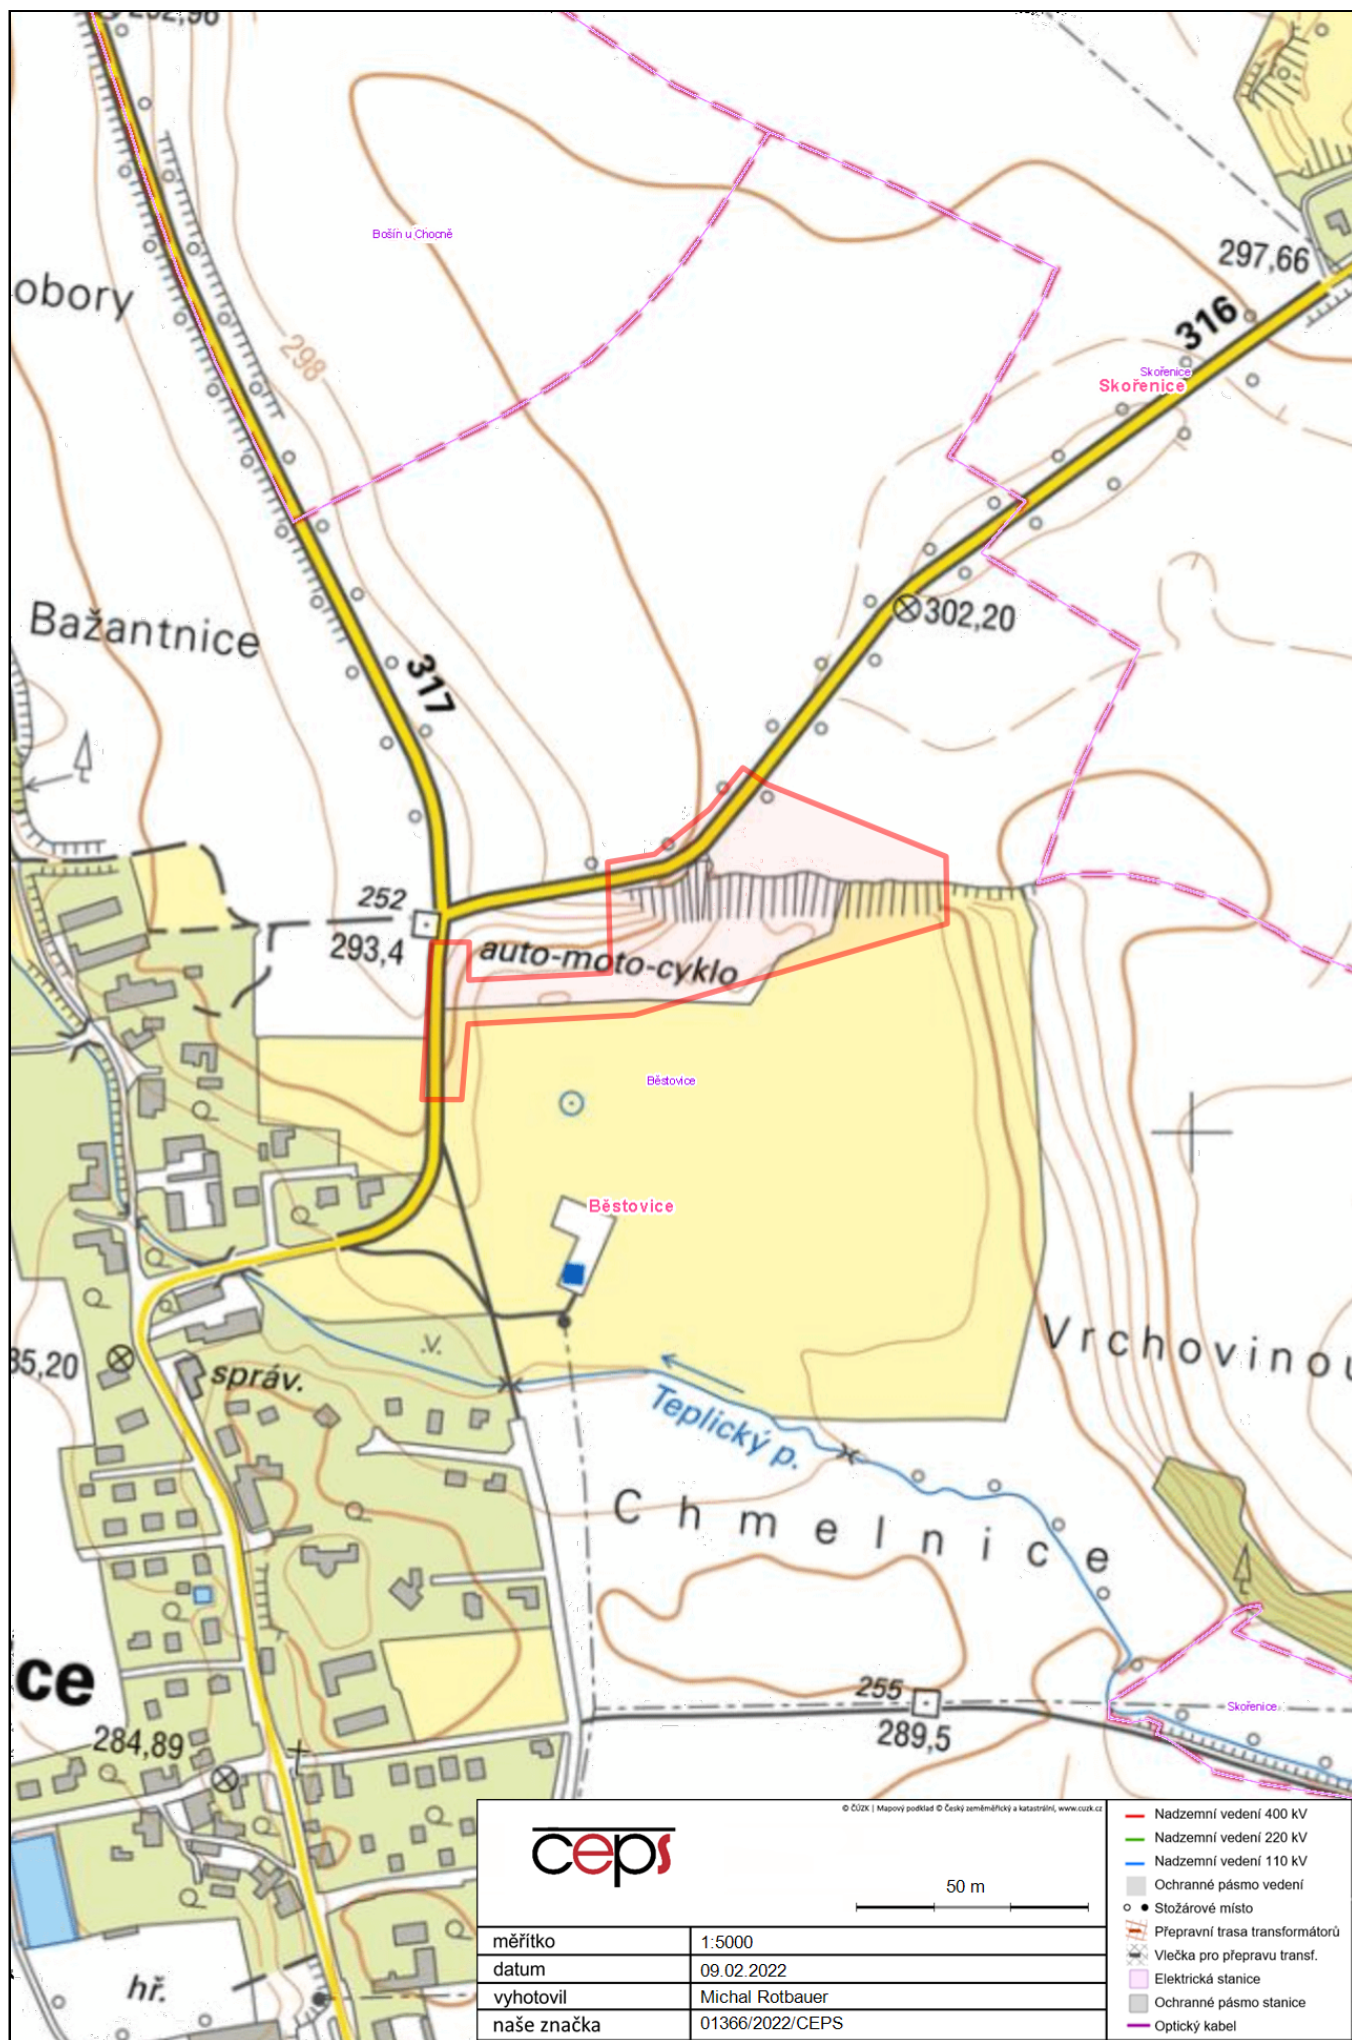 292,96
Bošín u Chocně
297,66
obory
316
298
Skořenice
Skořenice
Bažantnice
302,20
317
252
293,4
auto-moto-cyklo
Běstovice
Běstovice
Vrchovinou
85,20
správ.
.V.
Teplický p.
Chmelnice
ce
255
Skořenice
289,5
284,89
hř.
© ČÚZK | Mapový podklad © Český zeměměřický a katastrální, www.cuzk.cz
čeps
50 m
měřítko 1:5000
datum 09.02.2022
vyhotovil Michal Rotbauer
naše značka 01366/2022/CEPS
Nadzemní vedení 400 kV
Nadzemní vedení 220 kV
Nadzemní vedení 110 kV
Ochranné pásmo vedení
Stožárové místo
Přepravní trasa transformátorů
Vlečka pro přepravu transf.
Elektrická stanice
Ochranné pásmo stanice
Optický kabel